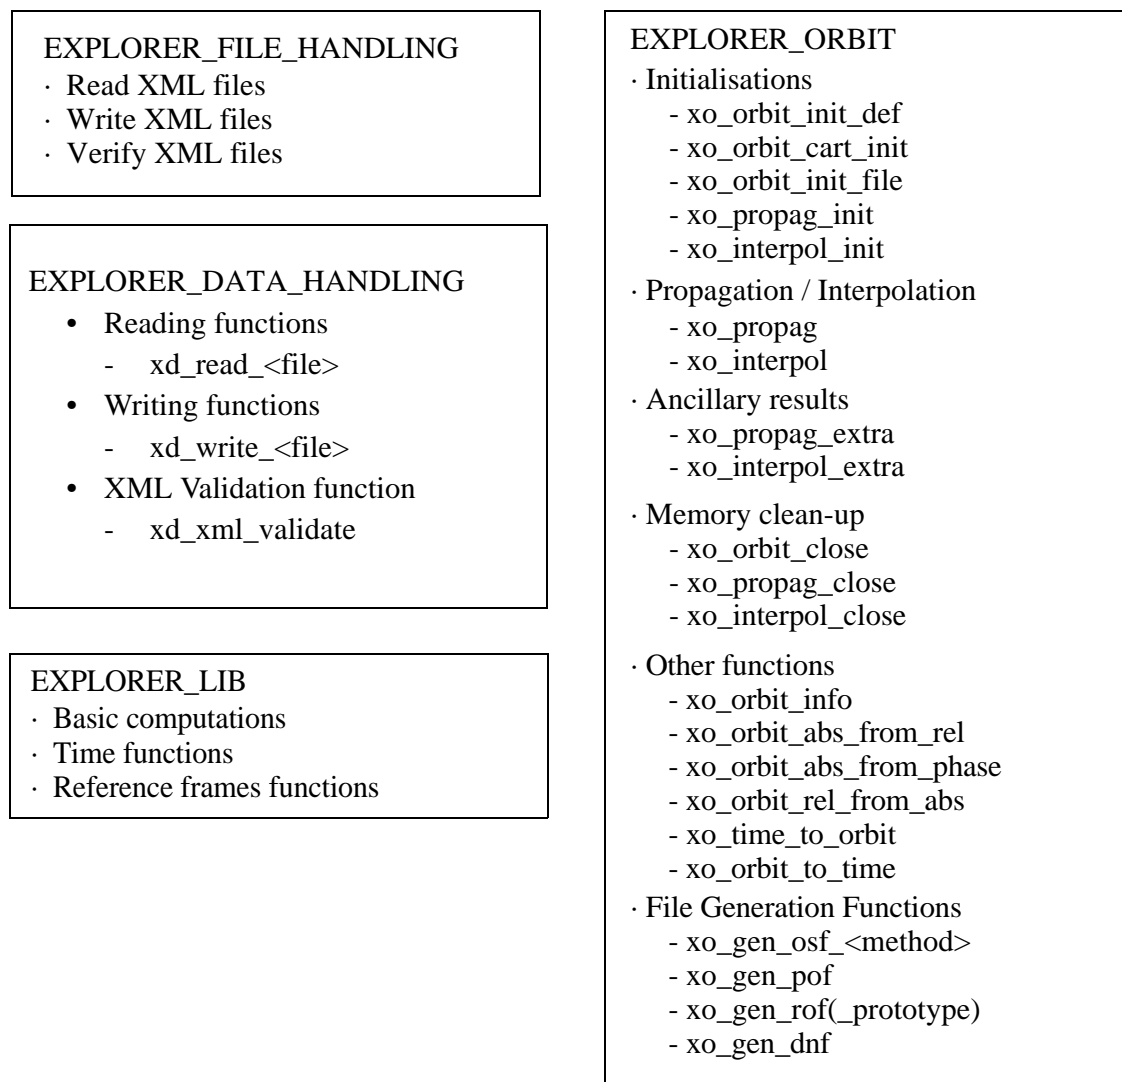 EXPLORER_FILE_HANDLING
· Read XML files
· Write XML files
· Verify XML files
EXPLORER_DATA_HANDLING
• Reading functions
- xd_read_<file>
• Writing functions
- xd_write_<file>
• XML Validation function
- xd_xml_validate
EXPLORER_LIB
· Basic computations
· Time functions
· Reference frames functions
EXPLORER_ORBIT
· Initialisations
- xo_orbit_init_def
- xo_orbit_cart_init
- xo_orbit_init_file
- xo_propag_init
- xo_interpol_init
· Propagation / Interpolation
- xo_propag
- xo_interpol
· Ancillary results
- xo_propag_extra
- xo_interpol_extra
· Memory clean-up
- xo_orbit_close
- xo_propag_close
- xo_interpol_close
· Other functions
- xo_orbit_info
- xo_orbit_abs_from_rel
- xo_orbit_abs_from_phase
- xo_orbit_rel_from_abs
- xo_time_to_orbit
- xo_orbit_to_time
· File Generation Functions
- xo_gen_osf_<method>
- xo_gen_pof
- xo_gen_rof(_prototype)
- xo_gen_dnf